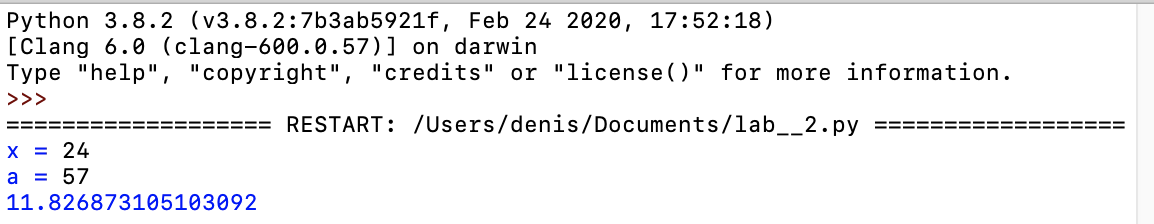 Python 3.8.2 (v3.8.2:7b3ab5921f, Feb 24 2020, 17:52:18)
[Clang 6.0 (clang-600.0.57)] on darwin
Type "help", "copyright", "credits" or "license()" for more information.
>>>
=================== RESTART: /Users/denis/Documents/lab__2.py ==================
x = 24
a = 57
11.826873105103092